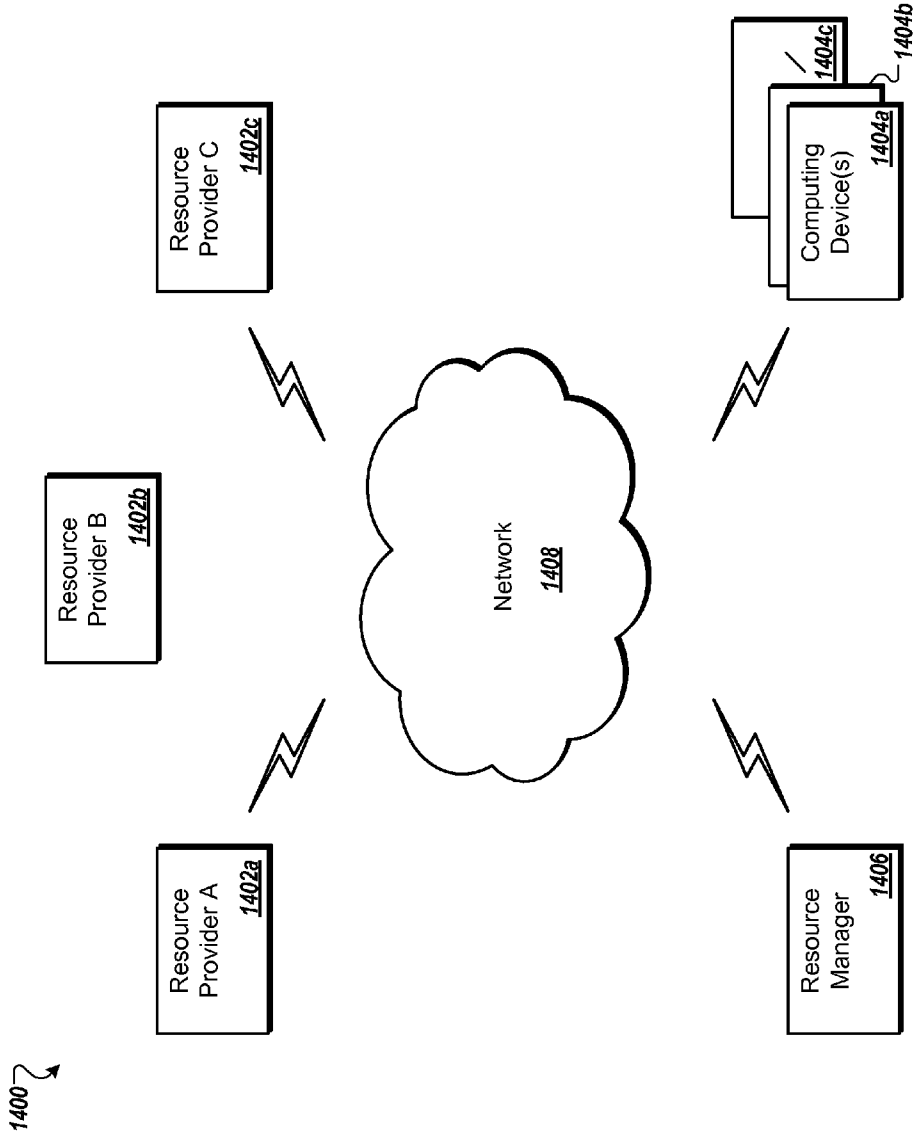 1400
Resource
Provider A
1402a
Resource
Provider B
1402b
Resource
Provider C
1402c
Network
1408
Resource
Manager
1406
Computing
Device(s)
1404a
1404b
1404c